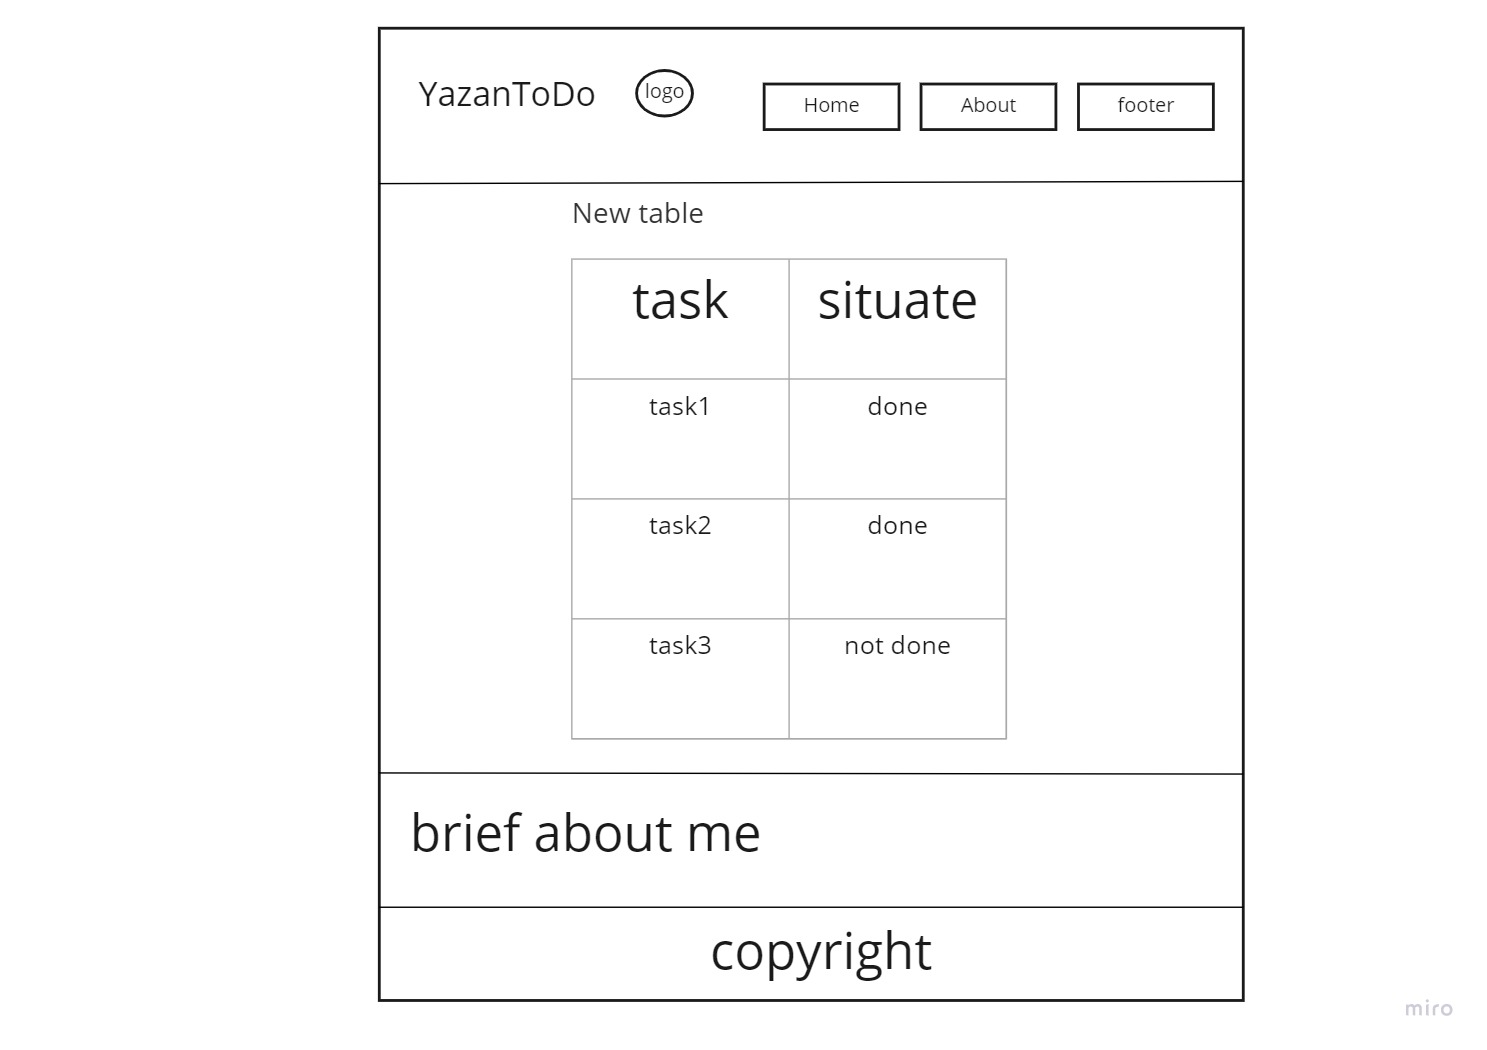 YazanToDo logo Home About footer
New table
task situate
task1 done
task2 done
task3 not done
brief about me
copyright
miro